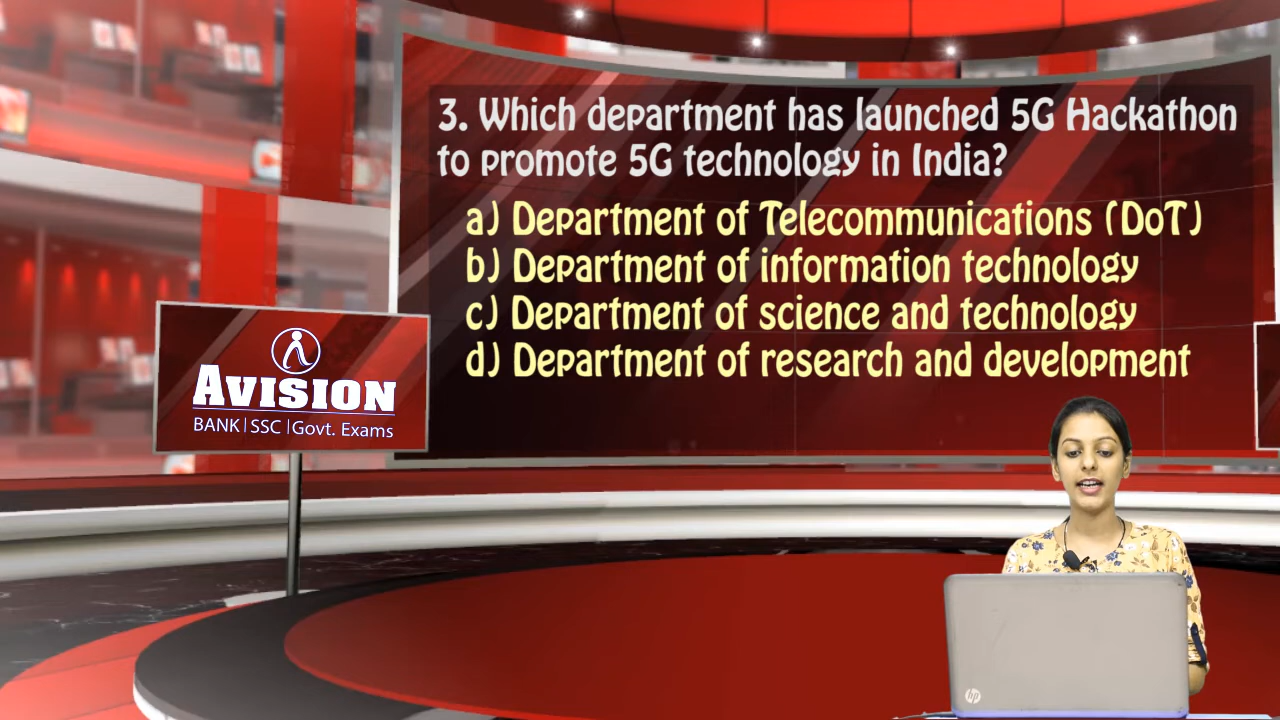 3. Which department has launched 5G Hackathon
to promote 5G technology in India?
a) Department of Telecommunications (DoT)
b) Department of information technology
c) Department of science and technology
d) Department of research and development
AVISION
BANK|SSC|Govt. Exams
hp